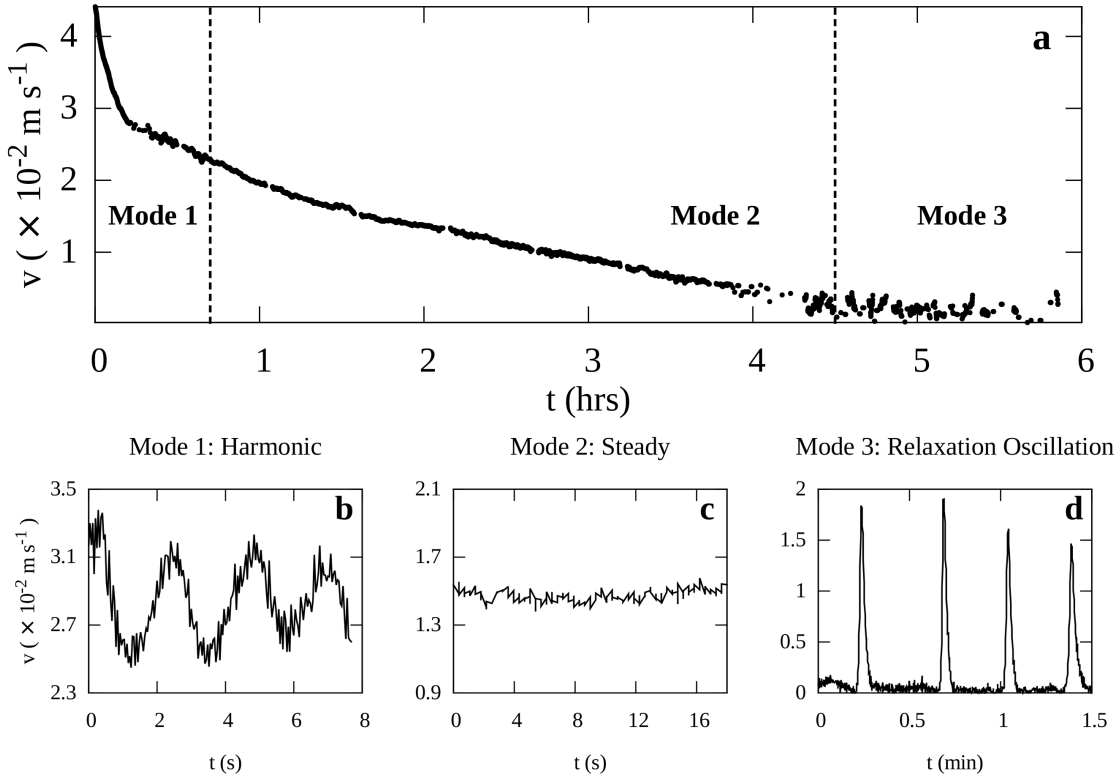 a
4
3
2
1
v ( × 10⁻² m s⁻¹ )
Mode 1
Mode 2
Mode 3
0 1 2 3 4 5 6
t (hrs)
Mode 1: Harmonic
Mode 2: Steady
Mode 3: Relaxation Oscillation
b
3.5
3.1
2.7
2.3
v ( × 10⁻² m s⁻¹ )
0 2 4 6 8
t (s)
c
2.1
1.7
1.3
0.9
0 4 8 12 16
t (s)
d
2
1.5
1
0.5
0
0 0.5 1 1.5
t (min)